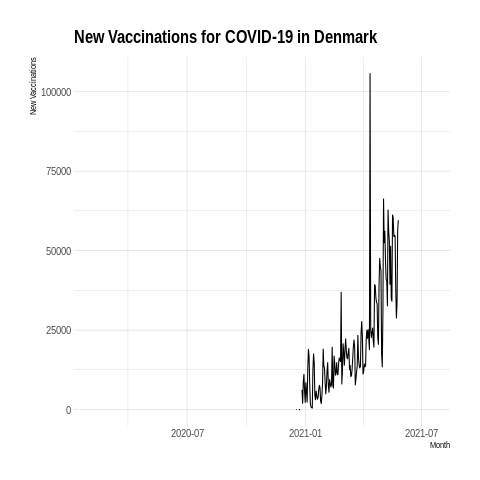 New Vaccinations for COVID-19 in Denmark
New Vaccinations
100000
75000
50000
25000
0
2020-07 2021-01 2021-07
Month